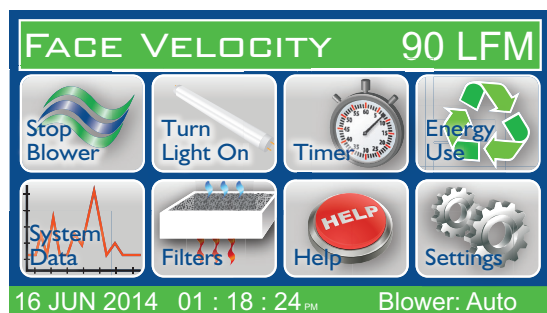 FACE VELOCITY 90 LFM
Stop
Blower
Turn
Light On
Timer
Energy
Use
System
Data
Filters
HELP
Help
Settings
16 JUN 2014 01 : 18 : 24 PM Blower: Auto